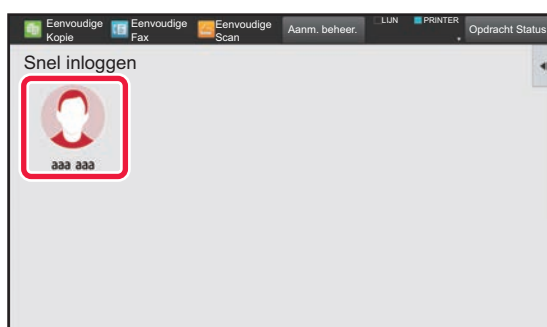 Eenvoudige
Kopie
Eenvoudige
Fax
Eenvoudige
Scan
Aanm. beheer.
LIJN
PRINTER
Opdracht Status
Snel inloggen
aaa aaa